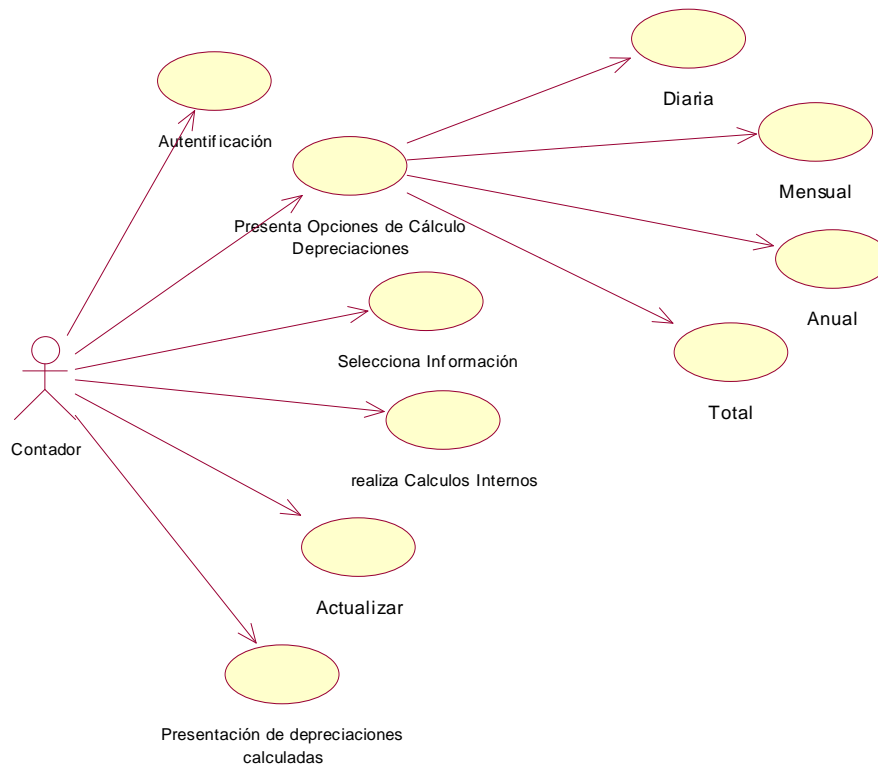 Diaria
Autentificación
Mensual
Presenta Opciones de Cálculo
Depreciaciones
Anual
Selecciona Información
Total
Contador
realiza Calculos Internos
Actualizar
Presentación de depreciaciones
calculadas